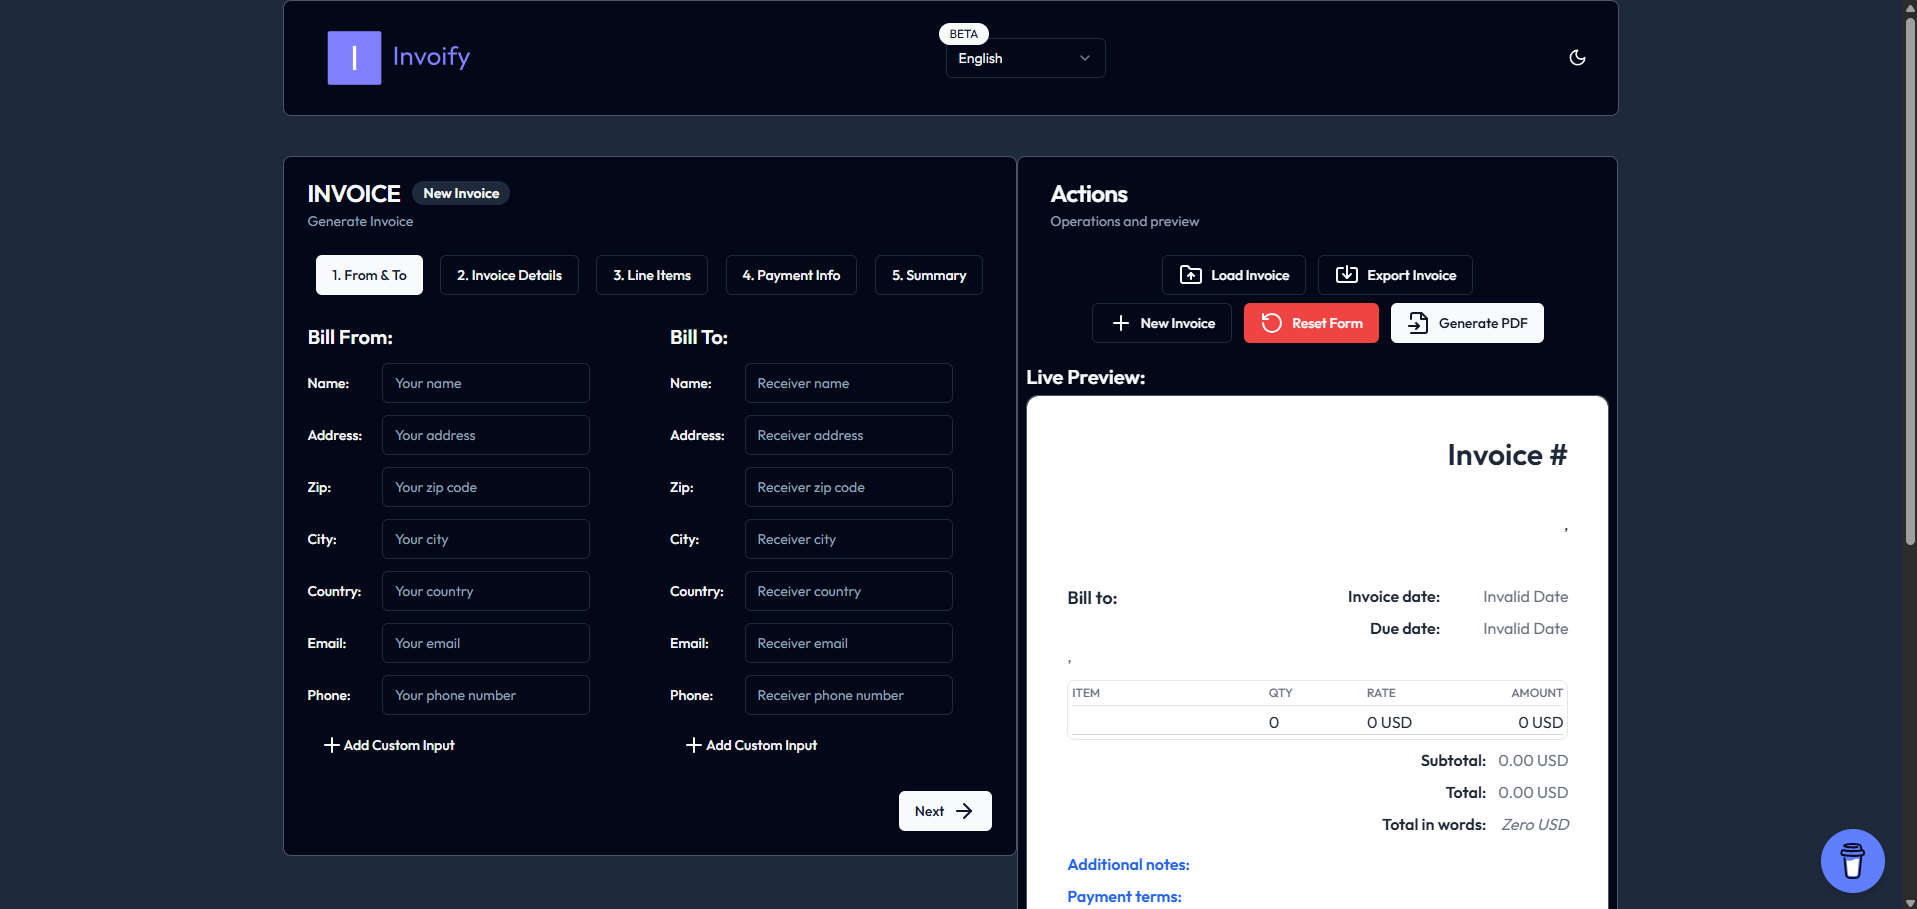 I Invoify
BETA
English
INVOICE New Invoice
Generate Invoice
1. From & To 2. Invoice Details 3. Line Items 4. Payment Info 5. Summary
Bill From:
Name: Your name
Address: Your address
Zip: Your zip code
City: Your city
Country: Your country
Email: Your email
Phone: Your phone number
Add Custom Input
Bill To:
Name: Receiver name
Address: Receiver address
Zip: Receiver zip code
City: Receiver city
Country: Receiver country
Email: Receiver email
Phone: Receiver phone number
Add Custom Input
Next
Actions
Operations and preview
Load Invoice Export Invoice
New Invoice Reset Form Generate PDF
Live Preview:
Invoice #
,
Bill to:
Invoice date: Invalid Date
Due date: Invalid Date
,
ITEM QTY RATE AMOUNT
0 0 USD 0 USD
Subtotal: 0.00 USD
Total: 0.00 USD
Total in words: Zero USD
Additional notes:
Payment terms: